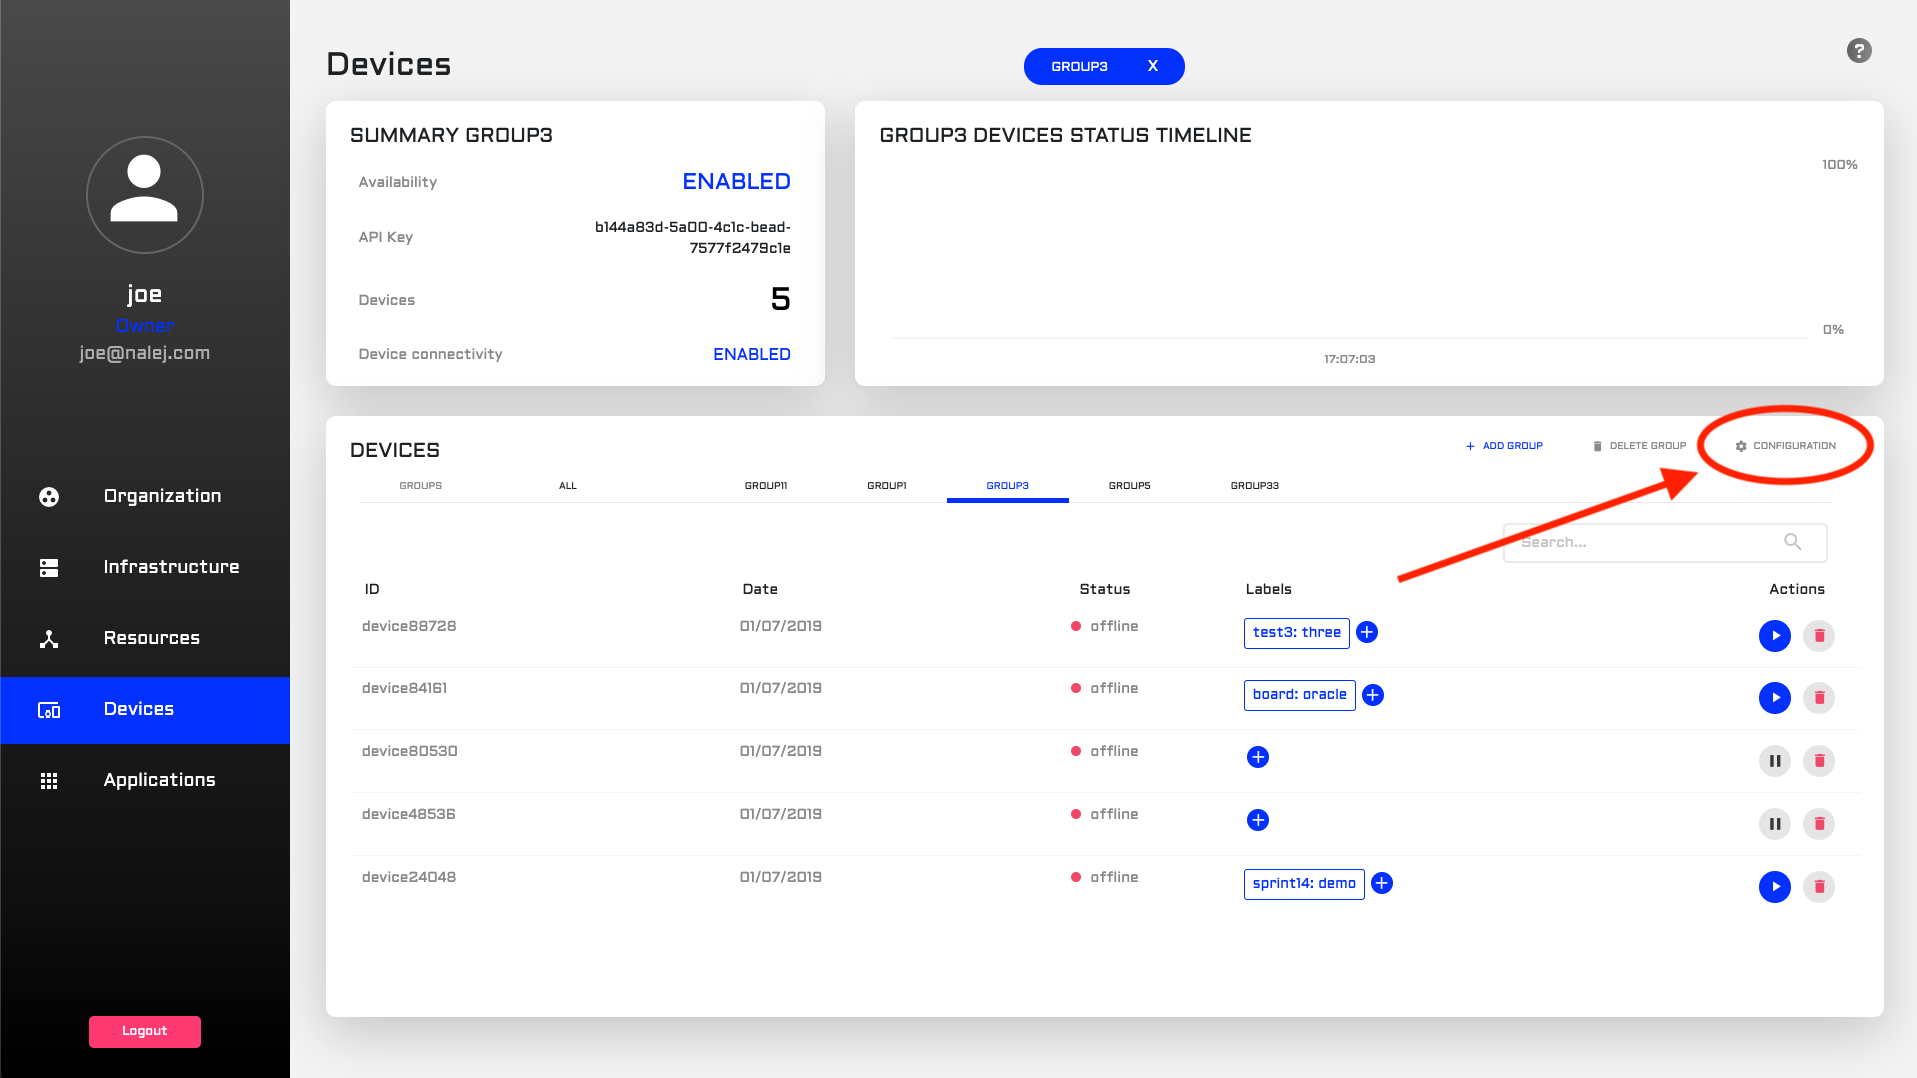 Devices
GROUP3 X
?
joe
Owner
joe@nalej.com
Organization
Infrastructure
Resources
Devices
Applications
Logout
SUMMARY GROUP3
Availability ENABLED
API Key b144a83d-5a00-4c1c-bead-
7577f2479c1e
Devices 5
Device connectivity ENABLED
GROUP3 DEVICES STATUS TIMELINE
100%
0%
17:07:03
DEVICES
+ ADD GROUP DELETE GROUP CONFIGURATION
GROUPS ALL GROUP11 GROUP1 GROUP3 GROUP5 GROUP33
Search...
ID Date Status Labels Actions
device88728 01/07/2019 offline test3: three
device84161 01/07/2019 offline board: oracle
device80530 01/07/2019 offline
device48536 01/07/2019 offline
device24048 01/07/2019 offline sprint14: demo